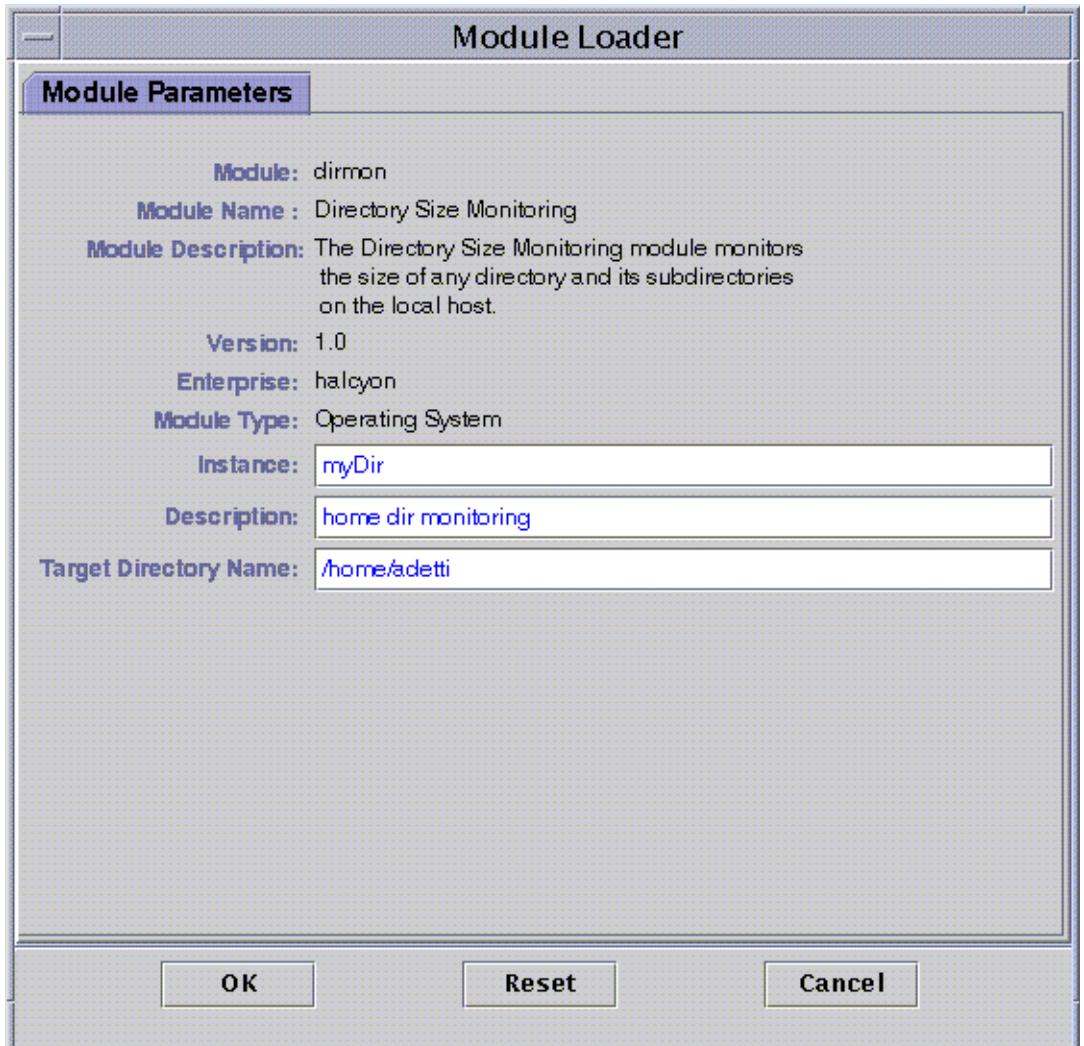 Module Loader
Module Parameters
Module: dirmon
Module Name : Directory Size Monitoring
Module Description: The Directory Size Monitoring module monitors
the size of any directory and its subdirectories
on the local host.
Version: 1.0
Enterprise: halcyon
Module Type: Operating System
Instance: myDir
Description: home dir monitoring
Target Directory Name: /home/adetti
OK Reset Cancel